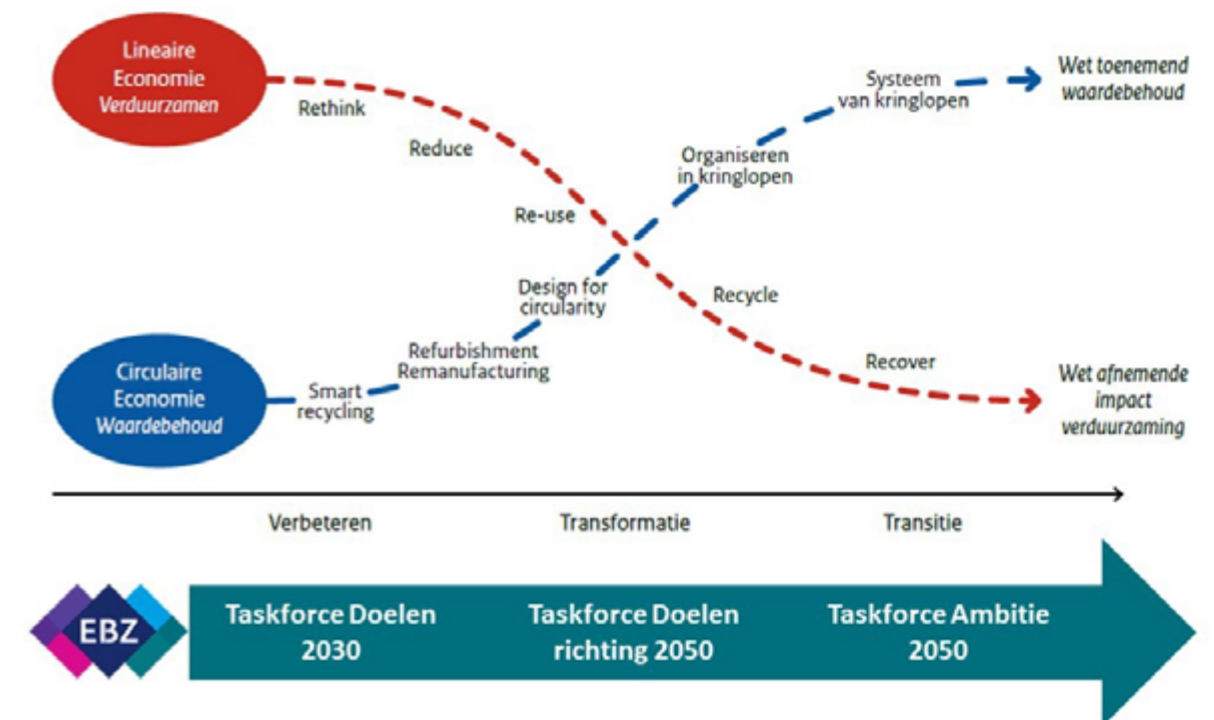 Lineaire
Economie
Verduurzamen
Rethink
Reduce
Re-use
Recycle
Recover
Wet afnemende
impact
verduurzaming
Circulaire
Economie
Waardebehoud
Smart
recycling
Refurbishment
Remanufacturing
Design for
circularity
Organiseren
in kringlopen
Systeem
van kringlopen
Wet toenemend
waardebehoud
Verbeteren
Transformatie
Transitie
EBZ
Taskforce Doelen
2030
Taskforce Doelen
richting 2050
Taskforce Ambitie
2050